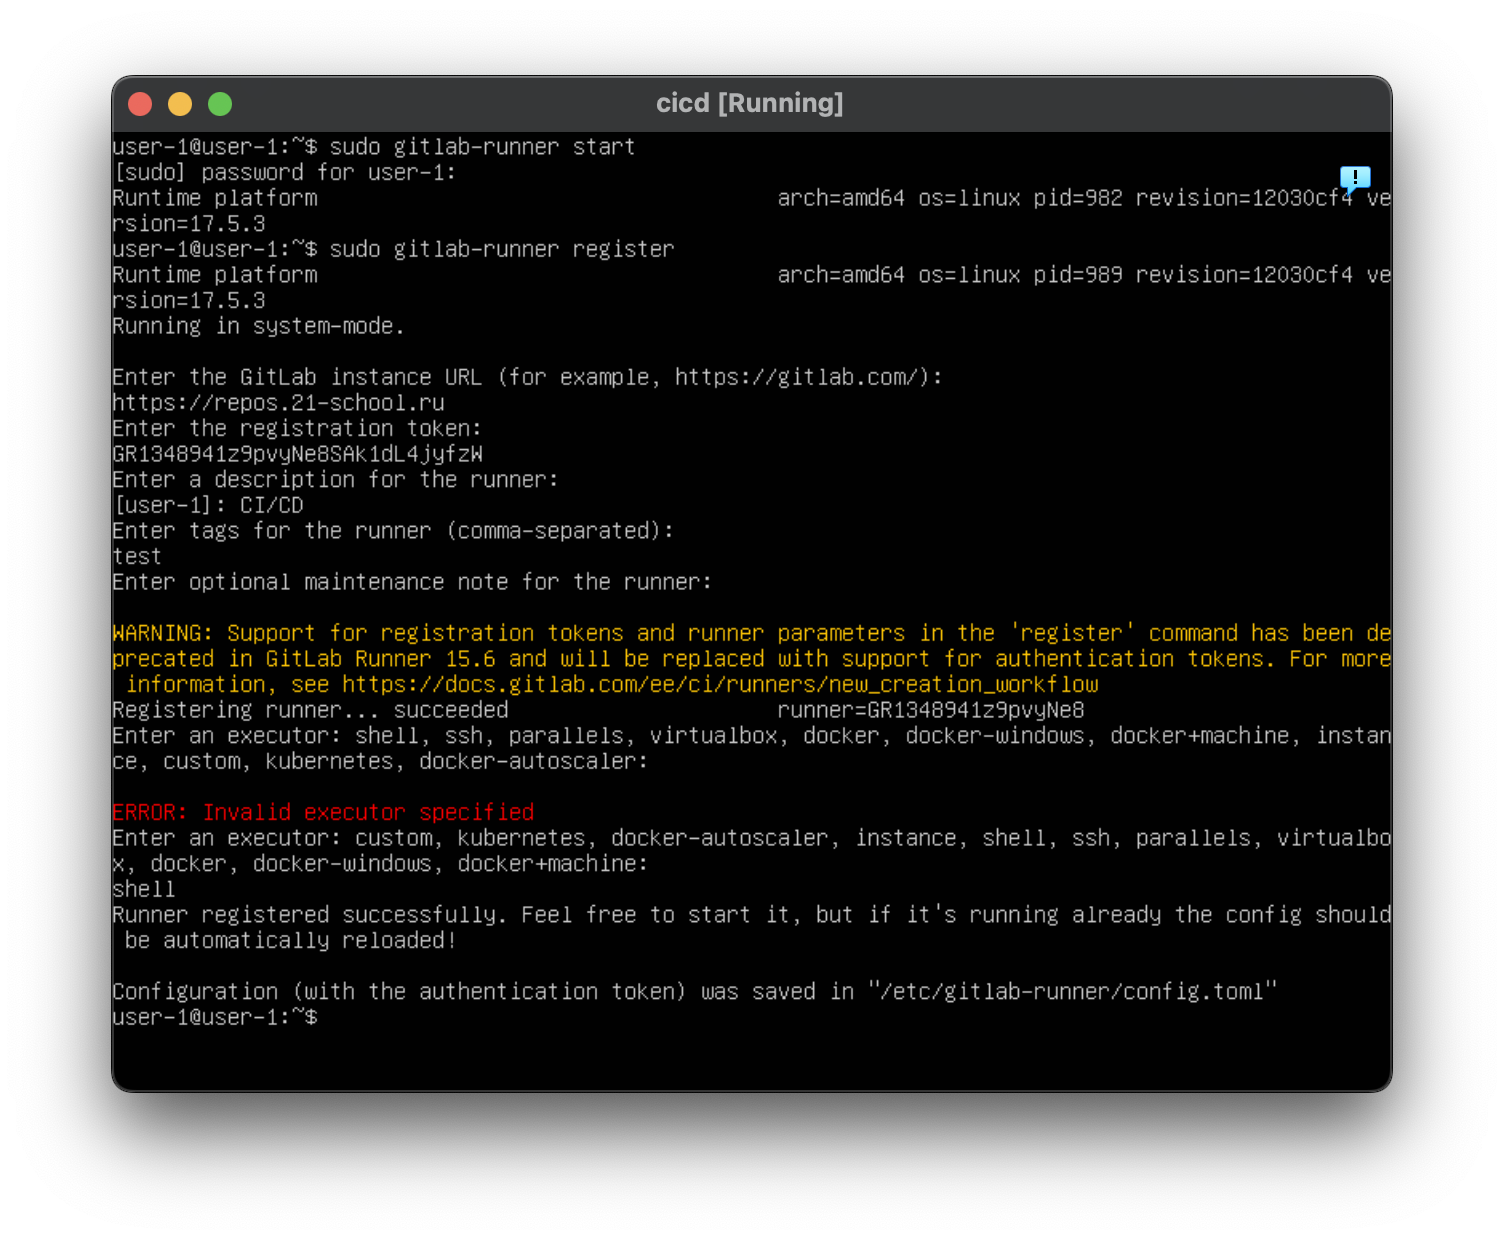 cicd [Running]
user-1@user-1:~$ sudo gitlab-runner start
[sudo] password for user-1:
Runtime platform                                    arch=amd64 os=linux pid=982 revision=12030cf4 ve
rsion=17.5.3
user-1@user-1:~$ sudo gitlab-runner register
Runtime platform                                    arch=amd64 os=linux pid=989 revision=12030cf4 ve
rsion=17.5.3
Running in system-mode.
Enter the GitLab instance URL (for example, https://gitlab.com/):
https://repos.21-school.ru
Enter the registration token:
GR1348941z9pvyNe8SAk1dL4jyfzW
Enter a description for the runner:
[user-1]: CI/CD
Enter tags for the runner (comma-separated):
test
Enter optional maintenance note for the runner:
WARNING: Support for registration tokens and runner parameters in the 'register' command has been de
precated in GitLab Runner 15.6 and will be replaced with support for authentication tokens. For more
 information, see https://docs.gitlab.com/ee/ci/runners/new_creation_workflow
Registering runner... succeeded                     runner=GR1348941z9pvyNe8
Enter an executor: shell, ssh, parallels, virtualbox, docker, docker-windows, docker+machine, instan
ce, custom, kubernetes, docker-autoscaler:
ERROR: Invalid executor specified
Enter an executor: custom, kubernetes, docker-autoscaler, instance, shell, ssh, parallels, virtualbo
x, docker, docker-windows, docker+machine:
shell
Runner registered successfully. Feel free to start it, but if it's running already the config should
 be automatically reloaded!
Configuration (with the authentication token) was saved in "/etc/gitlab-runner/config.toml"
user-1@user-1:~$